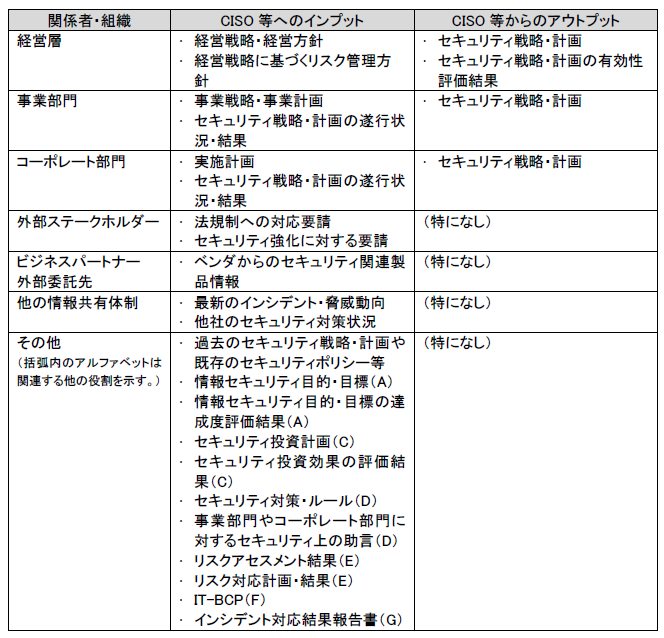 関係者・組織
CISO 等へのインプット
CISO 等からのアウトプット
経営層
· 経営戦略・経営方針
· 経営戦略に基づくリスク管理方
針
· セキュリティ戦略・計画
· セキュリティ戦略・計画の有効性
評価結果
事業部門
· 事業戦略・事業計画
· セキュリティ戦略・計画の遂行状
況・結果
· セキュリティ戦略・計画
コーポレート部門
· 実施計画
· セキュリティ戦略・計画の遂行状
況・結果
· セキュリティ戦略・計画
外部ステークホルダー
· 法規制への対応要請
· セキュリティ強化に対する要請
（特になし）
ビジネスパートナー
外部委託先
· ベンダからのセキュリティ関連製
品情報
（特になし）
他の情報共有体制
· 最新のインシデント・脅威動向
· 他社のセキュリティ対策状況
（特になし）
その他
（括弧内のアルファベットは
関連する他の役割を示す。）
· 過去のセキュリティ戦略・計画や
既存のセキュリティポリシー等
· 情報セキュリティ目的・目標（A）
· 情報セキュリティ目的・目標の達
成度評価結果（A）
· セキュリティ投資計画（C）
· セキュリティ投資効果の評価結
果（C）
· セキュリティ対策・ルール（D）
· 事業部門やコーポレート部門に
対するセキュリティ上の助言（D）
· リスクアセスメント結果（E）
· リスク対応計画・結果（E）
· IT-BCP（F）
· インシデント対応結果報告書（G）
（特になし）